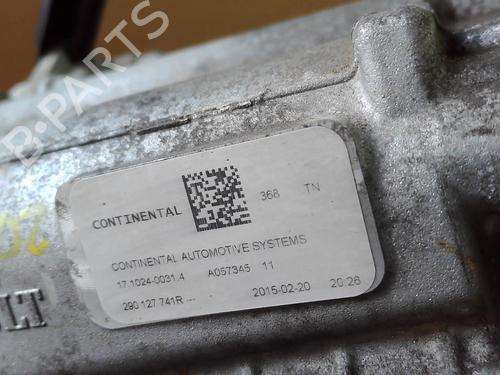 B-PARTS
CONTINENTAL 368 TN
CONTINENTAL AUTOMOTIVE SYSTEMS
17.1024-0031.4 A057345 11
290 127 741R --- 2015-02-20 20:26